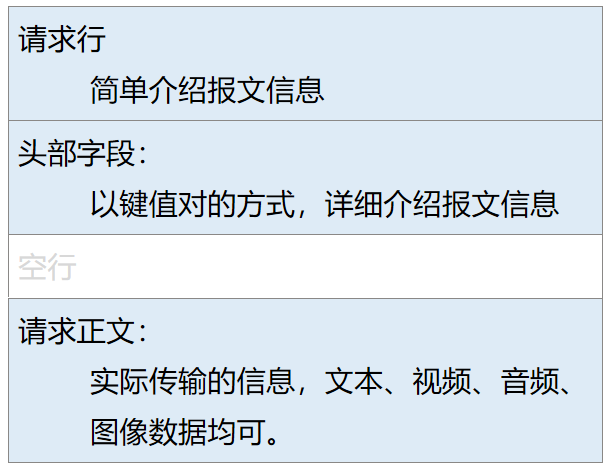 请求行
简单介绍报文信息
头部字段：
以键值对的方式，详细介绍报文信息
空行
请求正文：
实际传输的信息，文本、视频、音频、
图像数据均可。